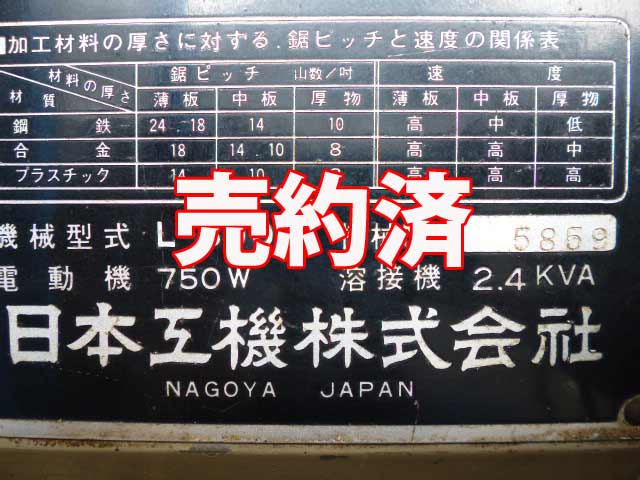 ■加工材料の厚さに対する.鋸ピッチと速度の関係表
材料の厚さ 鋸ピッチ 山数/吋 速度
材質 薄板 中板 厚物 薄板 中板 厚物
鋼鉄 24.18 14 10 高 中 低
合金 18 14.10 8 高 高 中
プラスチック 14 10 高 高
売約済
機械型式 L 5859
電動機 750W 溶接機 2.4KVA
日本工機株式会社
NAGOYA JAPAN